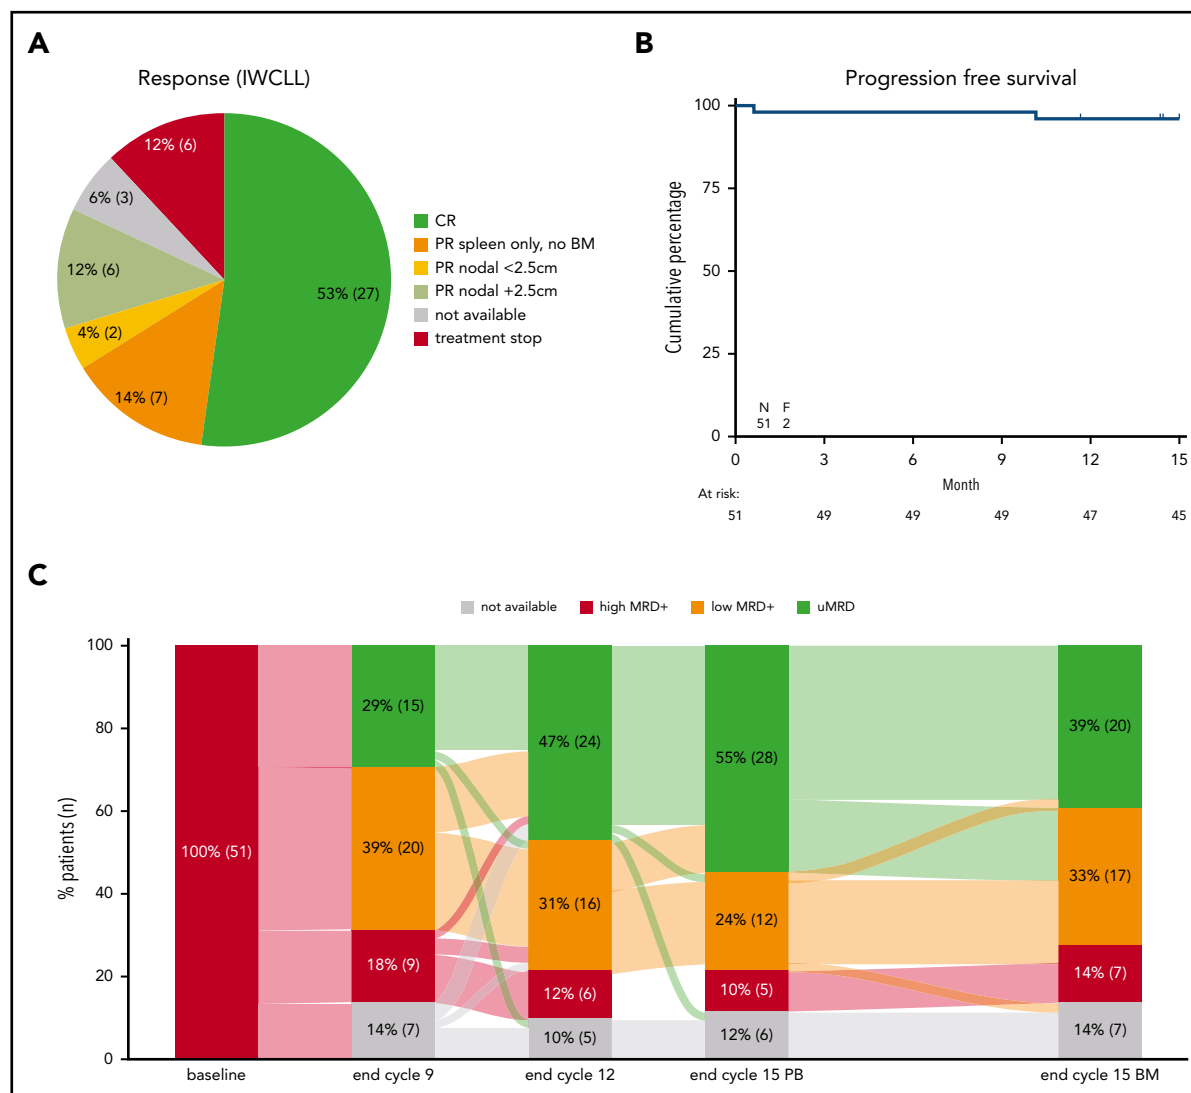 A
Response (IWCLL)
12% (6)
6% (3)
12% (6)
4% (2)
14% (7)
53% (27)
CR
PR spleen only, no BM
PR nodal <2.5cm
PR nodal +2.5cm
not available
treatment stop
B
Progression free survival
Cumulative percentage
100
75
50
25
0
N F
51 2
0 3 6 9 12 15
Month
At risk:
51 49 49 49 47 45
C
not available high MRD+ low MRD+ uMRD
% patients (n)
100
80
60
40
20
0
100% (51)
29% (15)
39% (20)
18% (9)
14% (7)
47% (24)
31% (16)
12% (6)
10% (5)
55% (28)
24% (12)
10% (5)
12% (6)
39% (20)
33% (17)
14% (7)
14% (7)
baseline end cycle 9 end cycle 12 end cycle 15 PB end cycle 15 BM